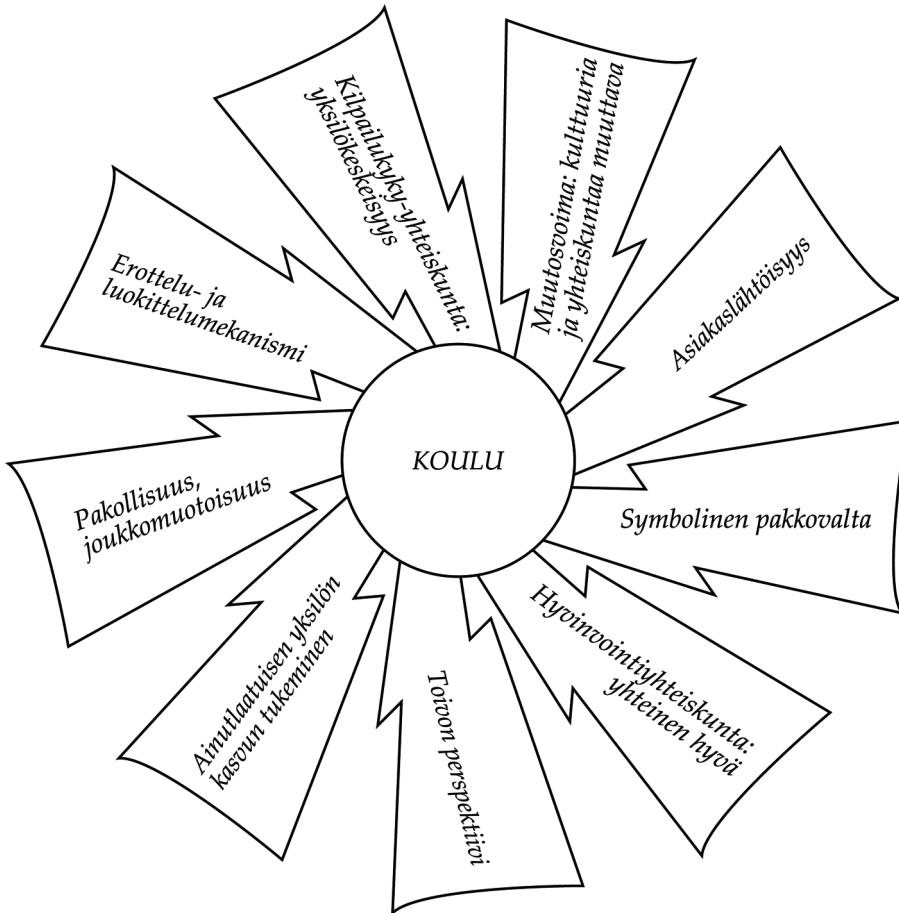 Kilpailukyky-yhteiskunta:
yksilökeskeisyys
Muutosvoima: kulttuuria
ja yhteiskuntaa muuttava
Asiakaslähtöisyys
Symbolinen pakkovalta
Hyvinvointiyhteiskunta:
yhteinen hyvä
Toivon perspektiivi
Ainutlaatuisen yksilön
kasvun tukeminen
Pakollisuus,
joukkomuotoisuus
Erottelu- ja
luokittelumekanismi
KOULU